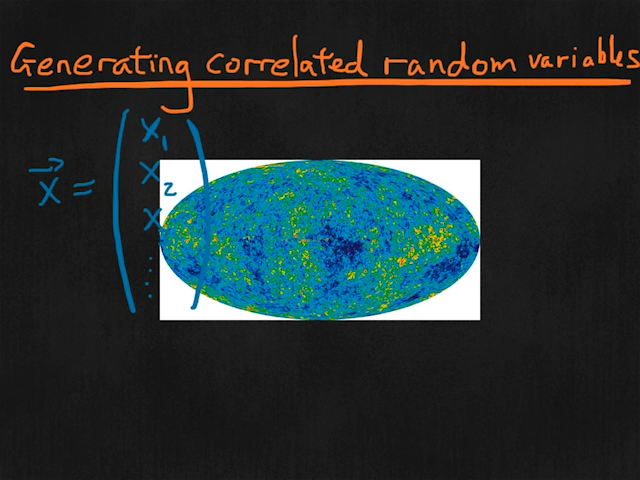 Generating correlated random variables
x⃗ = ( x₁
x₂
x
⋮ )